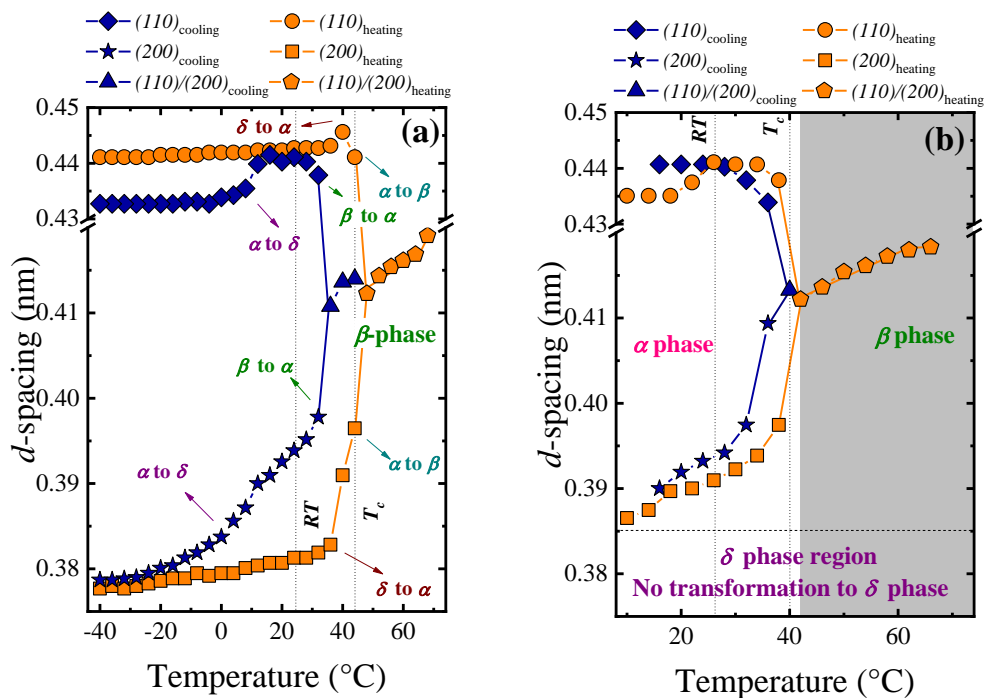 (110)cooling (110)heating
(200)cooling (200)heating
(110)/(200)cooling (110)/(200)heating
(a)
0.45
0.44
0.43
0.41
0.40
0.39
0.38
d-spacing (nm)
δ to α
α to β
β to α
α to δ
β-phase
β to α
α to β
α to δ
RT
Tc
δ to α
-40 -20 0 20 40 60
Temperature (°C)
(110)cooling (110)heating
(200)cooling (200)heating
(110)/(200)cooling (110)/(200)heating
(b)
RT
Tc
0.45
0.44
0.43
0.41
0.40
0.39
0.38
d-spacing (nm)
α phase
β phase
δ phase region
No transformation to δ phase
20 40 60
Temperature (°C)